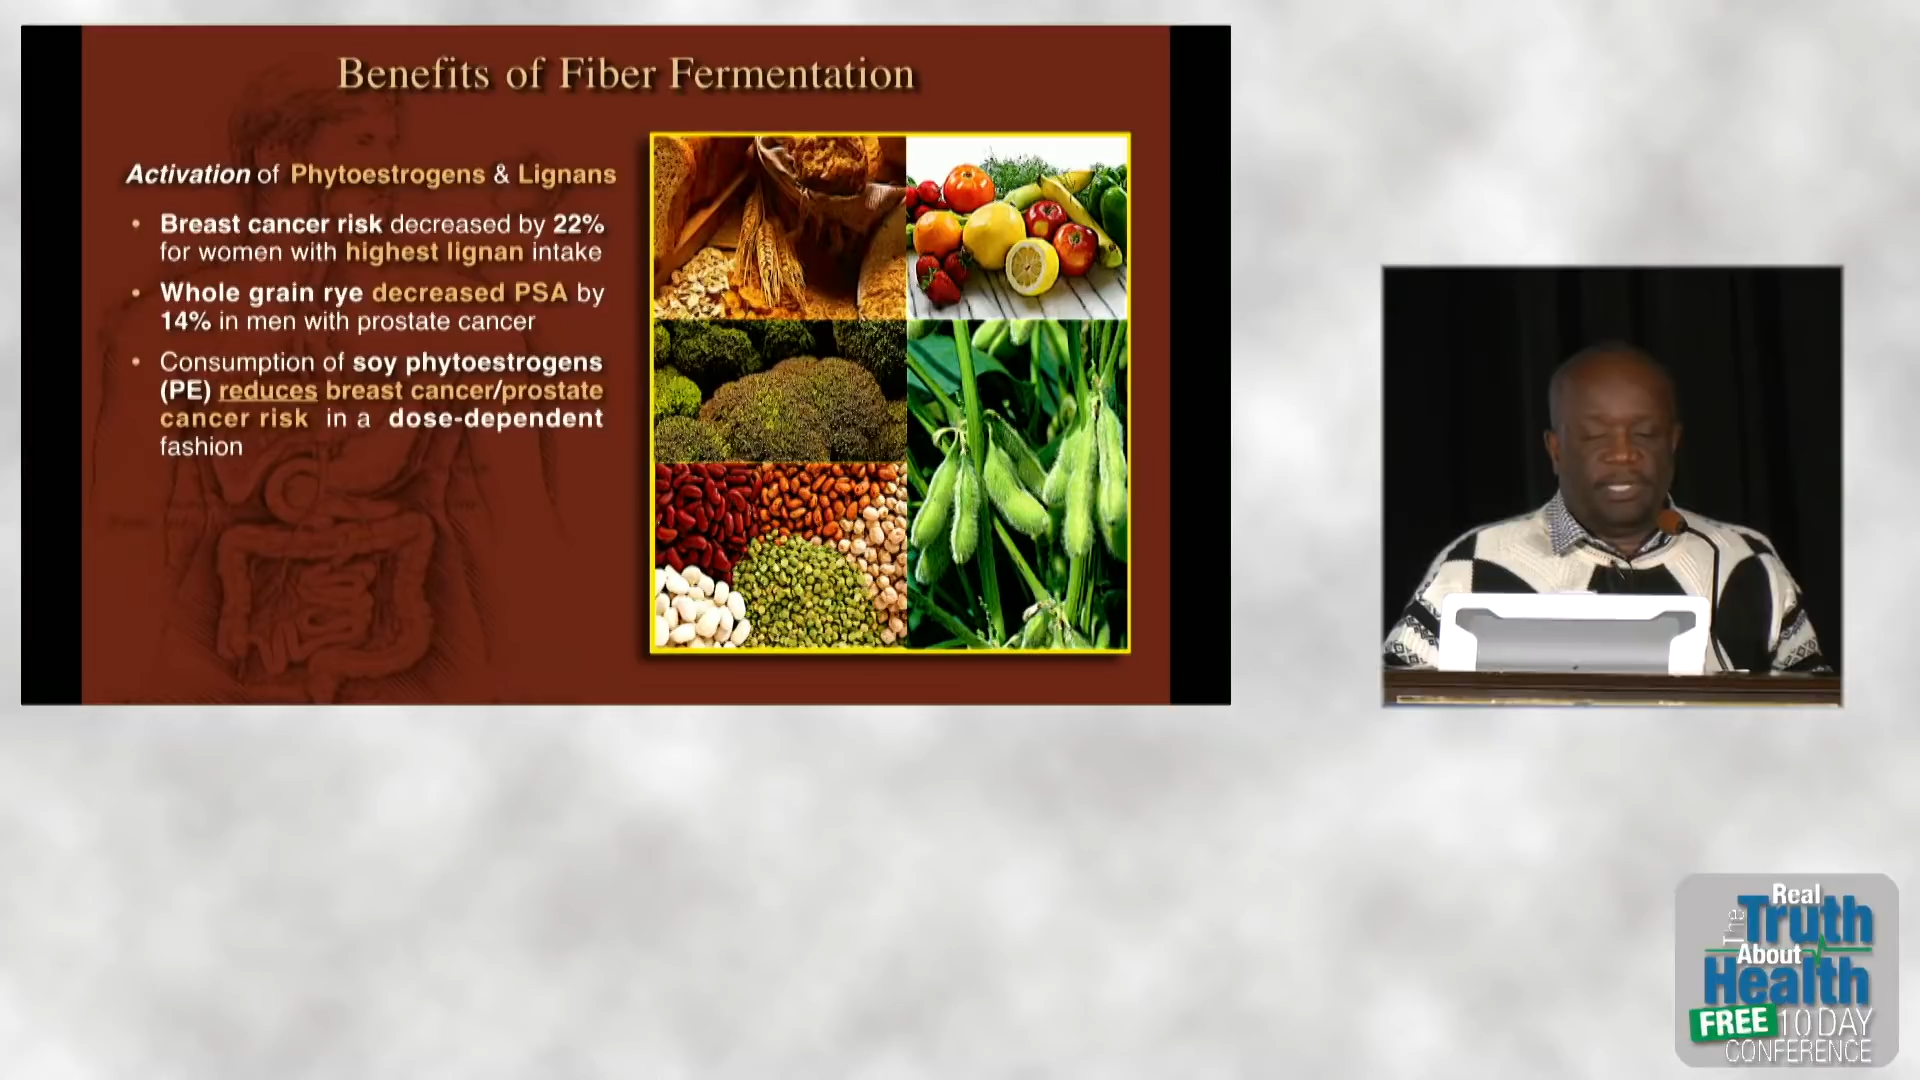 Benefits of Fiber Fermentation
Activation of Phytoestrogens & Lignans
• Breast cancer risk decreased by 22%
for women with highest lignan intake
• Whole grain rye decreased PSA by
14% in men with prostate cancer
• Consumption of soy phytoestrogens
(PE) reduces breast cancer/prostate
cancer risk in a dose-dependent
fashion
The Real
Truth
About
Health
FREE 10 DAY
CONFERENCE